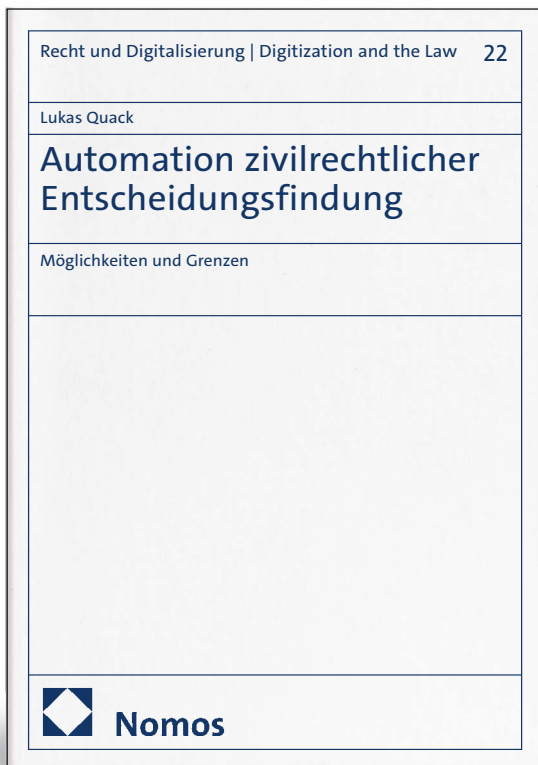 Recht und Digitalisierung | Digitization and the Law 22
Lukas Quack
Automation zivilrechtlicher
Entscheidungsfindung
Möglichkeiten und Grenzen
Nomos